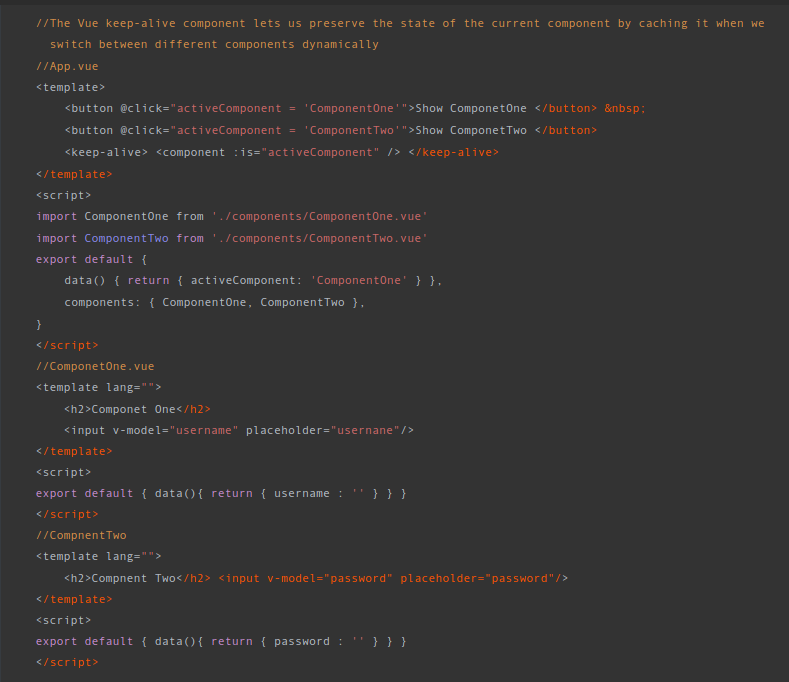 //The Vue keep-alive component lets us preserve the state of the current component by caching it when we
switch between different components dynamically
//App.vue
<template>
<button @click="activeComponent = 'ComponentOne'">Show ComponetOne </button> &nbsp;
<button @click="activeComponent = 'ComponentTwo'">Show ComponetTwo </button>
<keep-alive> <component :is="activeComponent" /> </keep-alive>
</template>
<script>
import ComponentOne from './components/ComponentOne.vue'
import ComponentTwo from './components/ComponentTwo.vue'
export default {
data() { return { activeComponent: 'ComponentOne' } },
components: { ComponentOne, ComponentTwo },
}
</script>
//ComponetOne.vue
<template lang="">
<h2>Componet One</h2>
<input v-model="username" placeholder="usernane"/>
</template>
<script>
export default { data(){ return { username : '' } } }
</script>
//CompnentTwo
<template lang="">
<h2>Compnent Two</h2> <input v-model="password" placeholder="password"/>
</template>
<script>
export default { data(){ return { password : '' } } }
</script>